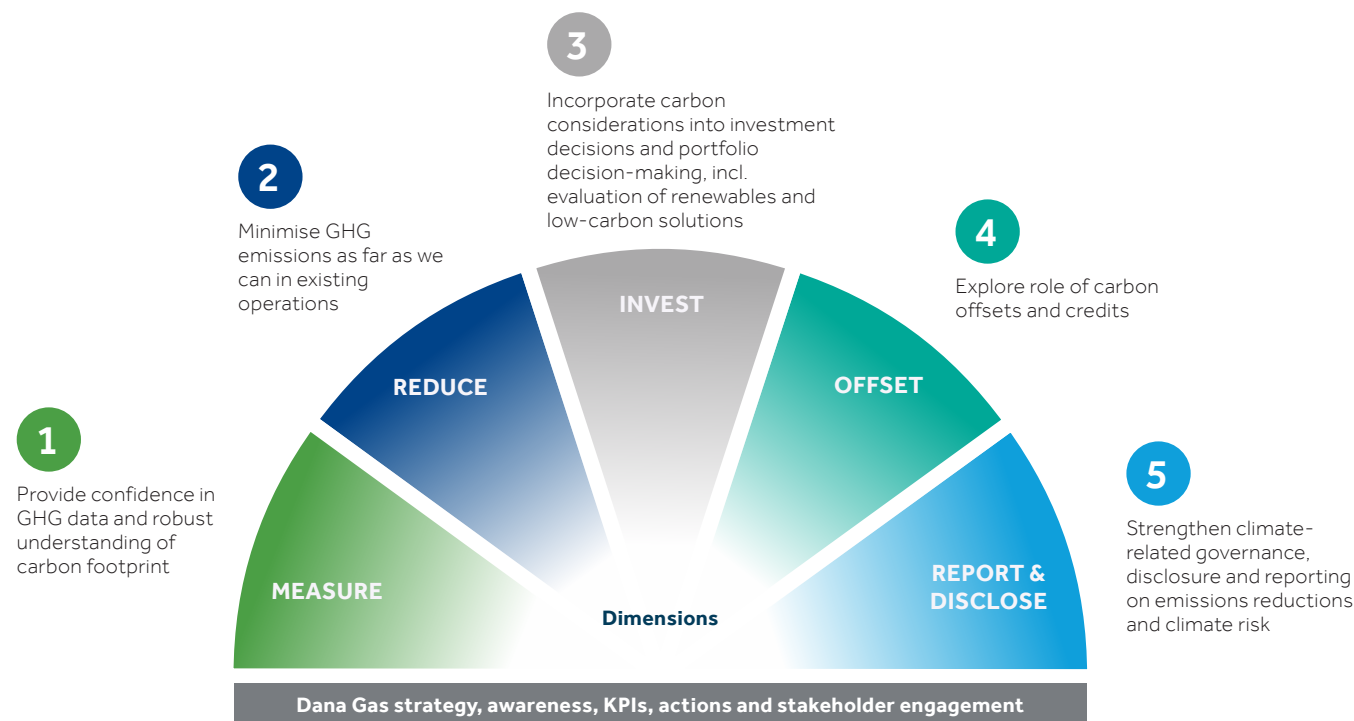 1
Provide confidence in
GHG data and robust
understanding of
carbon footprint
MEASURE
2
Minimise GHG
emissions as far as we
can in existing
operations
REDUCE
3
Incorporate carbon
considerations into investment
decisions and portfolio
decision-making, incl.
evaluation of renewables and
low-carbon solutions
INVEST
4
Explore role of carbon
offsets and credits
OFFSET
5
Strengthen climate-
related governance,
disclosure and reporting
on emissions reductions
and climate risk
REPORT &
DISCLOSE
Dimensions
Dana Gas strategy, awareness, KPIs, actions and stakeholder engagement